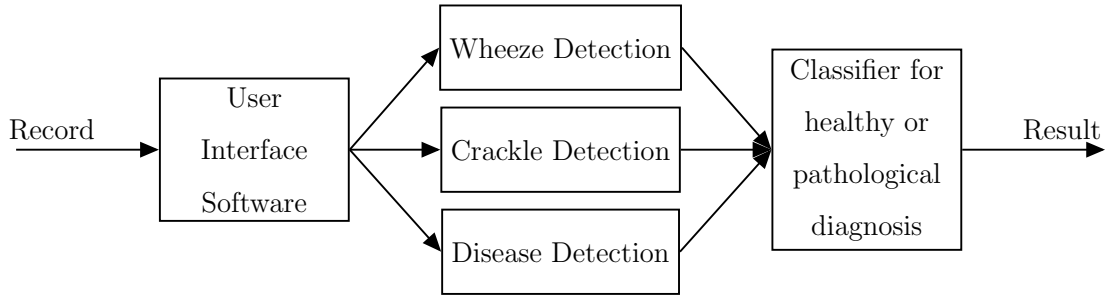 Record
User
Interface
Software
Wheeze Detection
Crackle Detection
Disease Detection
Classifier for
healthy or
pathological
diagnosis
Result